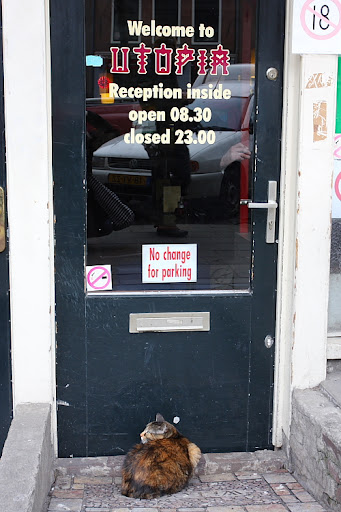 18
Welcome to
UTOPIA
Reception inside
open 08.30
closed 23.00
No change
for parking